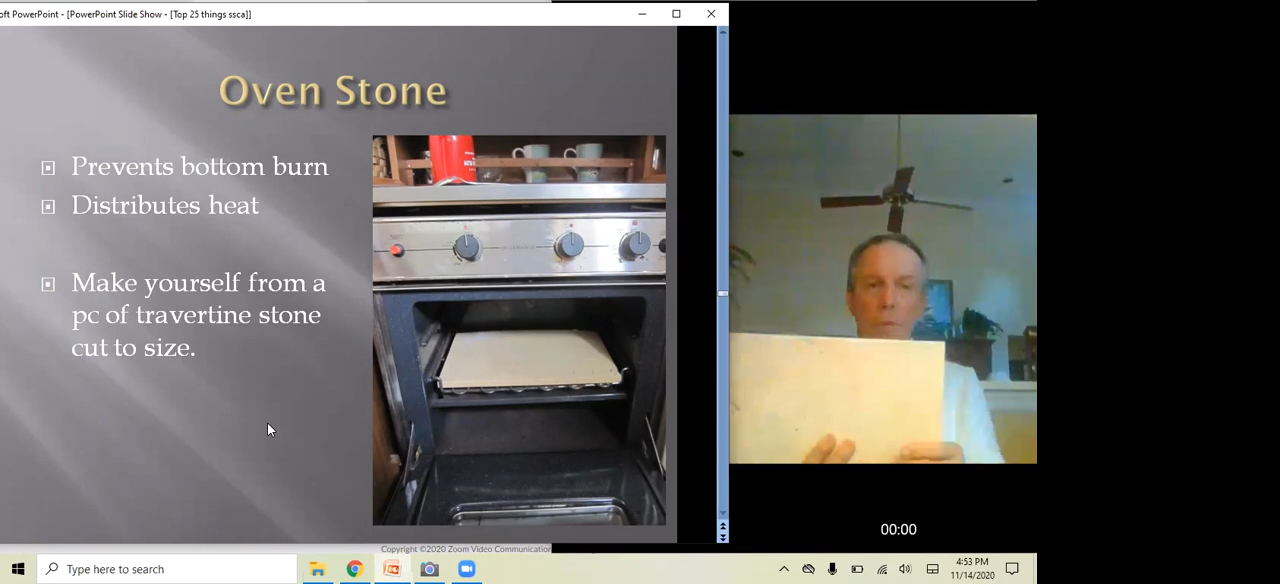 oft PowerPoint - [PowerPoint Slide Show - [Top 25 things ssca]]
Oven Stone
Prevents bottom burn
Distributes heat
Make yourself from a
pc of travertine stone
cut to size.
00:00
Copyright ©2020 Zoom Video Communication
Type here to search
4:53 PM
11/14/2020